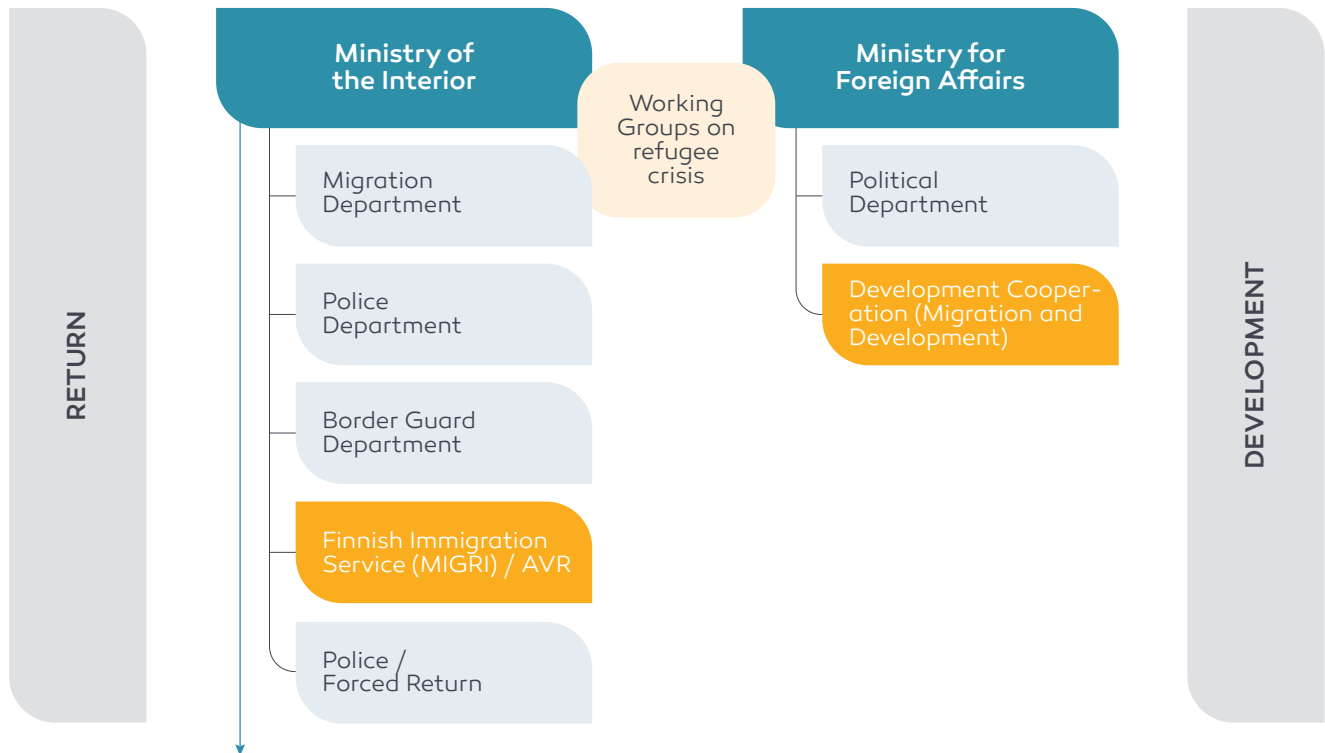 RETURN
Ministry of
the Interior
Migration
Department
Police
Department
Border Guard
Department
Finnish Immigration
Service (MIGRI) / AVR
Police /
Forced Return
Working
Groups on
refugee
crisis
Ministry for
Foreign Affairs
Political
Department
Development Cooper-
ation (Migration and
Development)
DEVELOPMENT